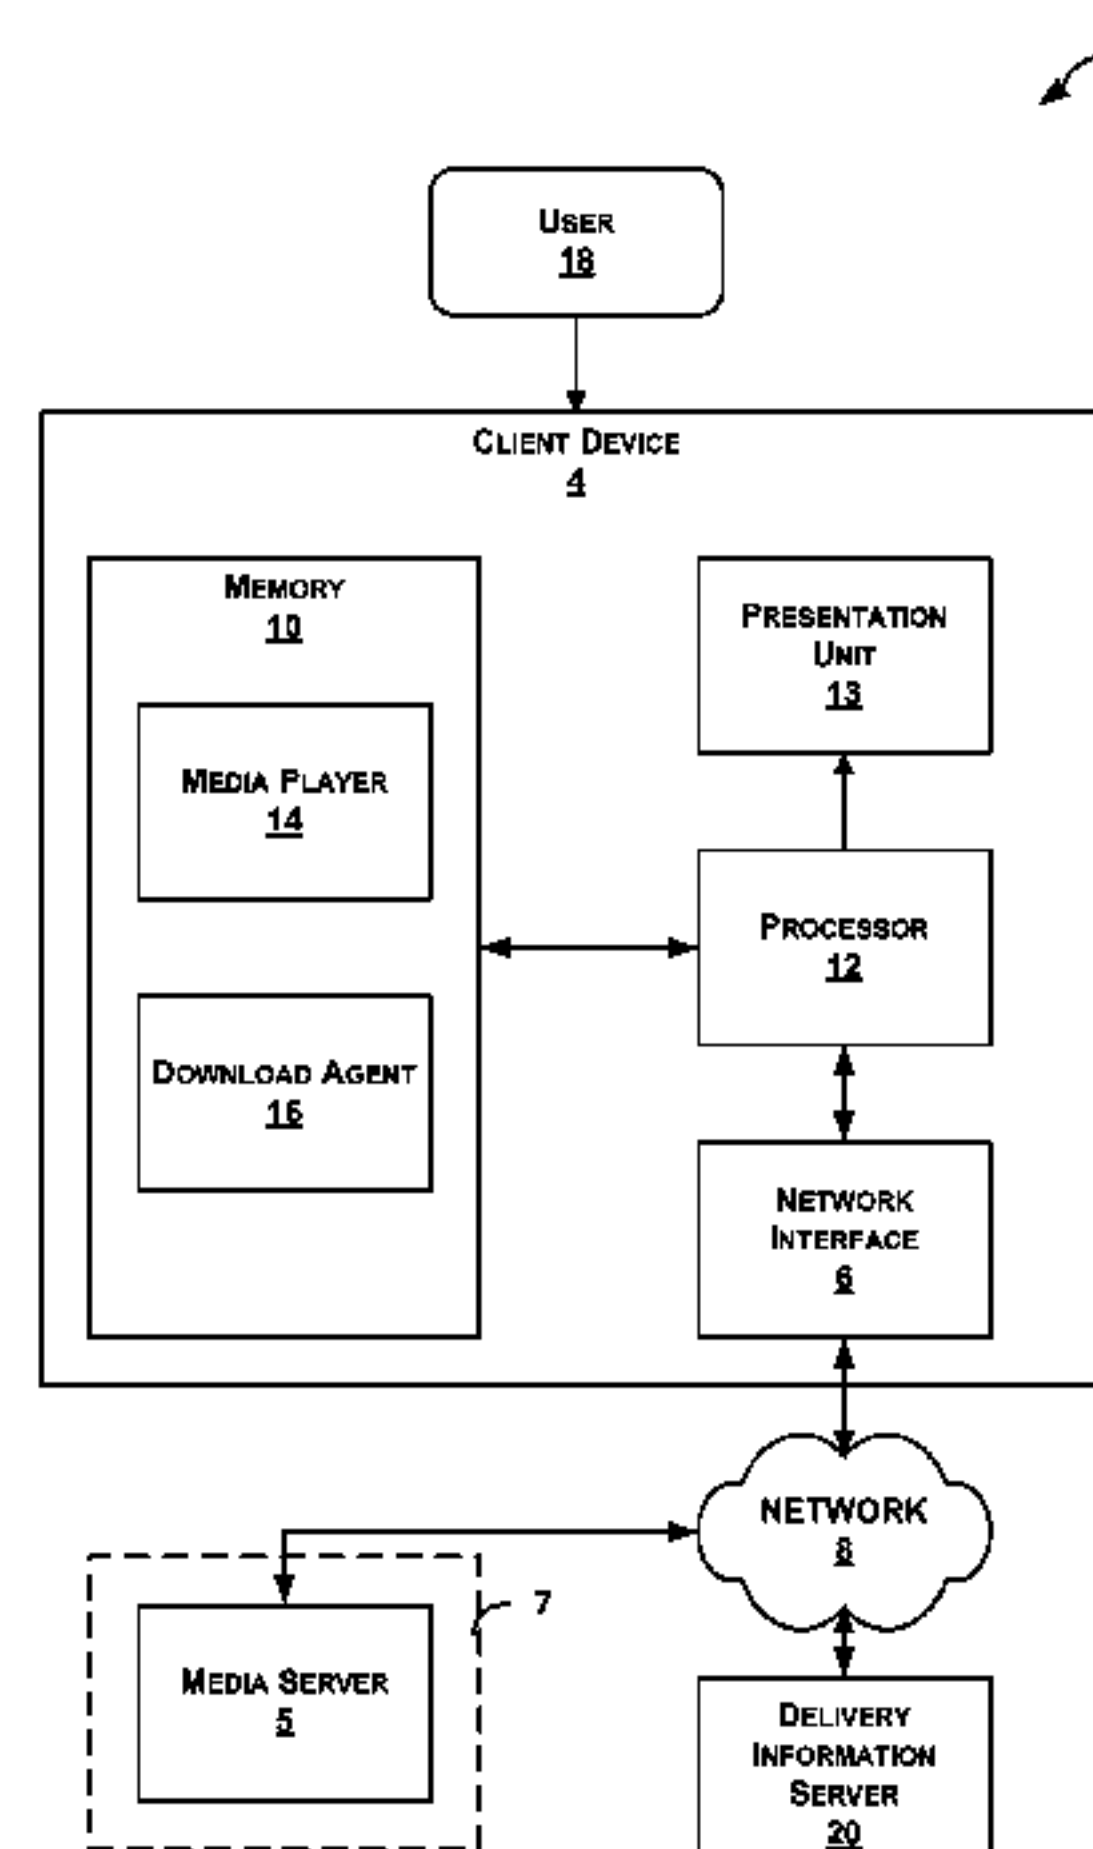 USER
18
CLIENT DEVICE
4
MEMORY
10
MEDIA PLAYER
14
DOWNLOAD AGENT
16
PRESENTATION
UNIT
13
PROCESSOR
12
NETWORK
INTERFACE
6
NETWORK
8
7
MEDIA SERVER
5
DELIVERY
INFORMATION
SERVER
20